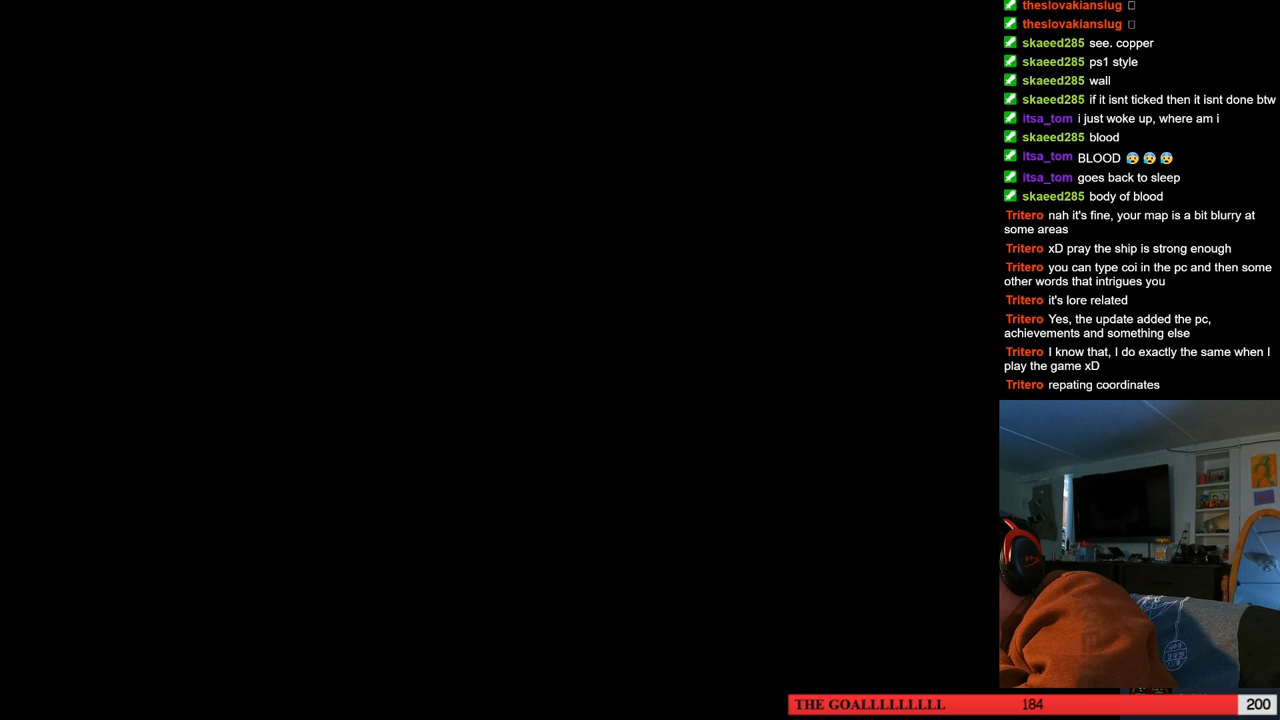 theslovakianslug
theslovakianslug
skaeed285 see. copper
skaeed285 ps1 style
skaeed285 wall
skaeed285 if it isnt ticked then it isnt done btw
itsa_tom i just woke up, where am i
skaeed285 blood
itsa_tom BLOOD 😰 😰 😰
itsa_tom goes back to sleep
skaeed285 body of blood
Tritero nah it's fine, your map is a bit blurry at
some areas
Tritero xD pray the ship is strong enough
Tritero you can type coi in the pc and then some
other words that intrigues you
Tritero it's lore related
Tritero Yes, the update added the pc,
achievements and something else
Tritero I know that, I do exactly the same when I
play the game xD
Tritero repating coordinates
THE GOALLLLLLLLL 184 200